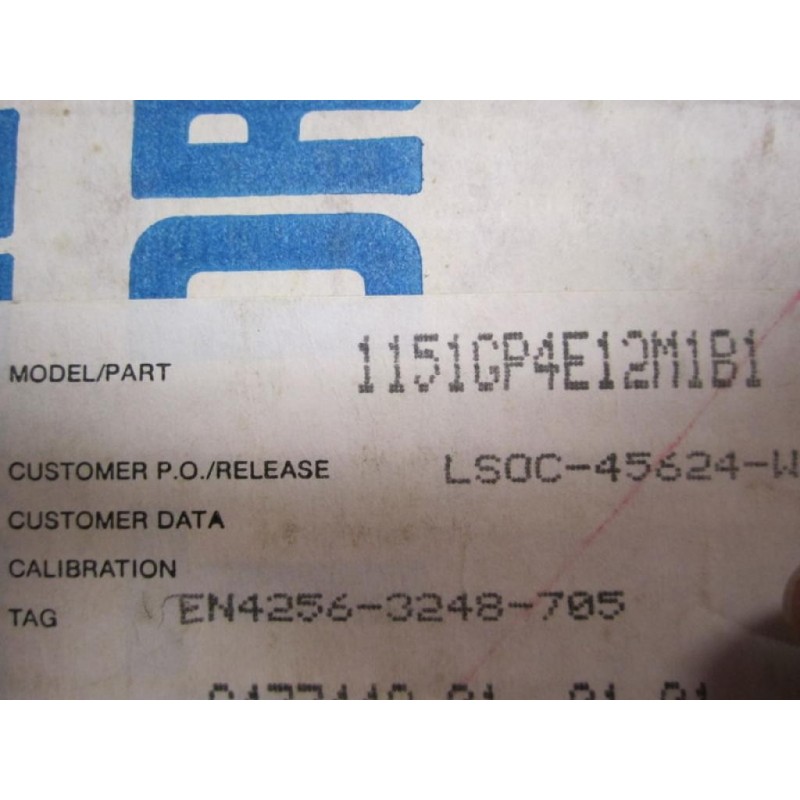 MODEL/PART 1151GP4E12M1B1
CUSTOMER P.O./RELEASE LSOC-45624-W
CUSTOMER DATA
CALIBRATION
TAG EN4256-3248-705